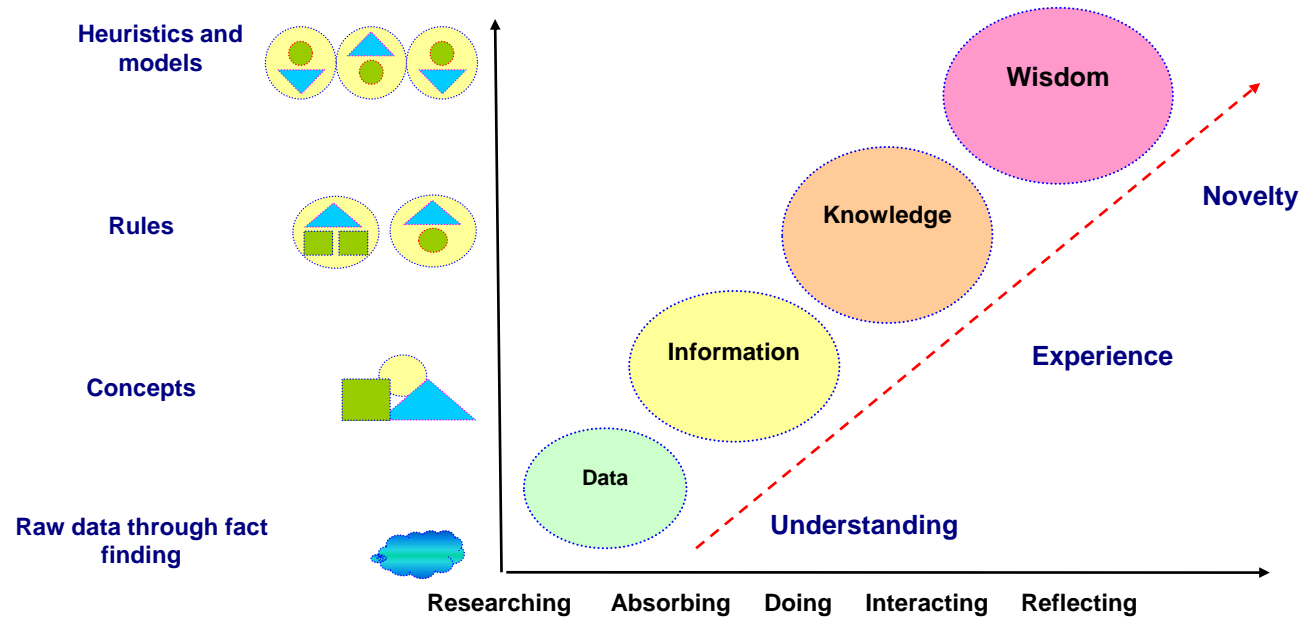 Heuristics and
models
Wisdom
Novelty
Rules
Knowledge
Information
Experience
Concepts
Data
Raw data through fact
finding
Understanding
Researching Absorbing Doing Interacting Reflecting